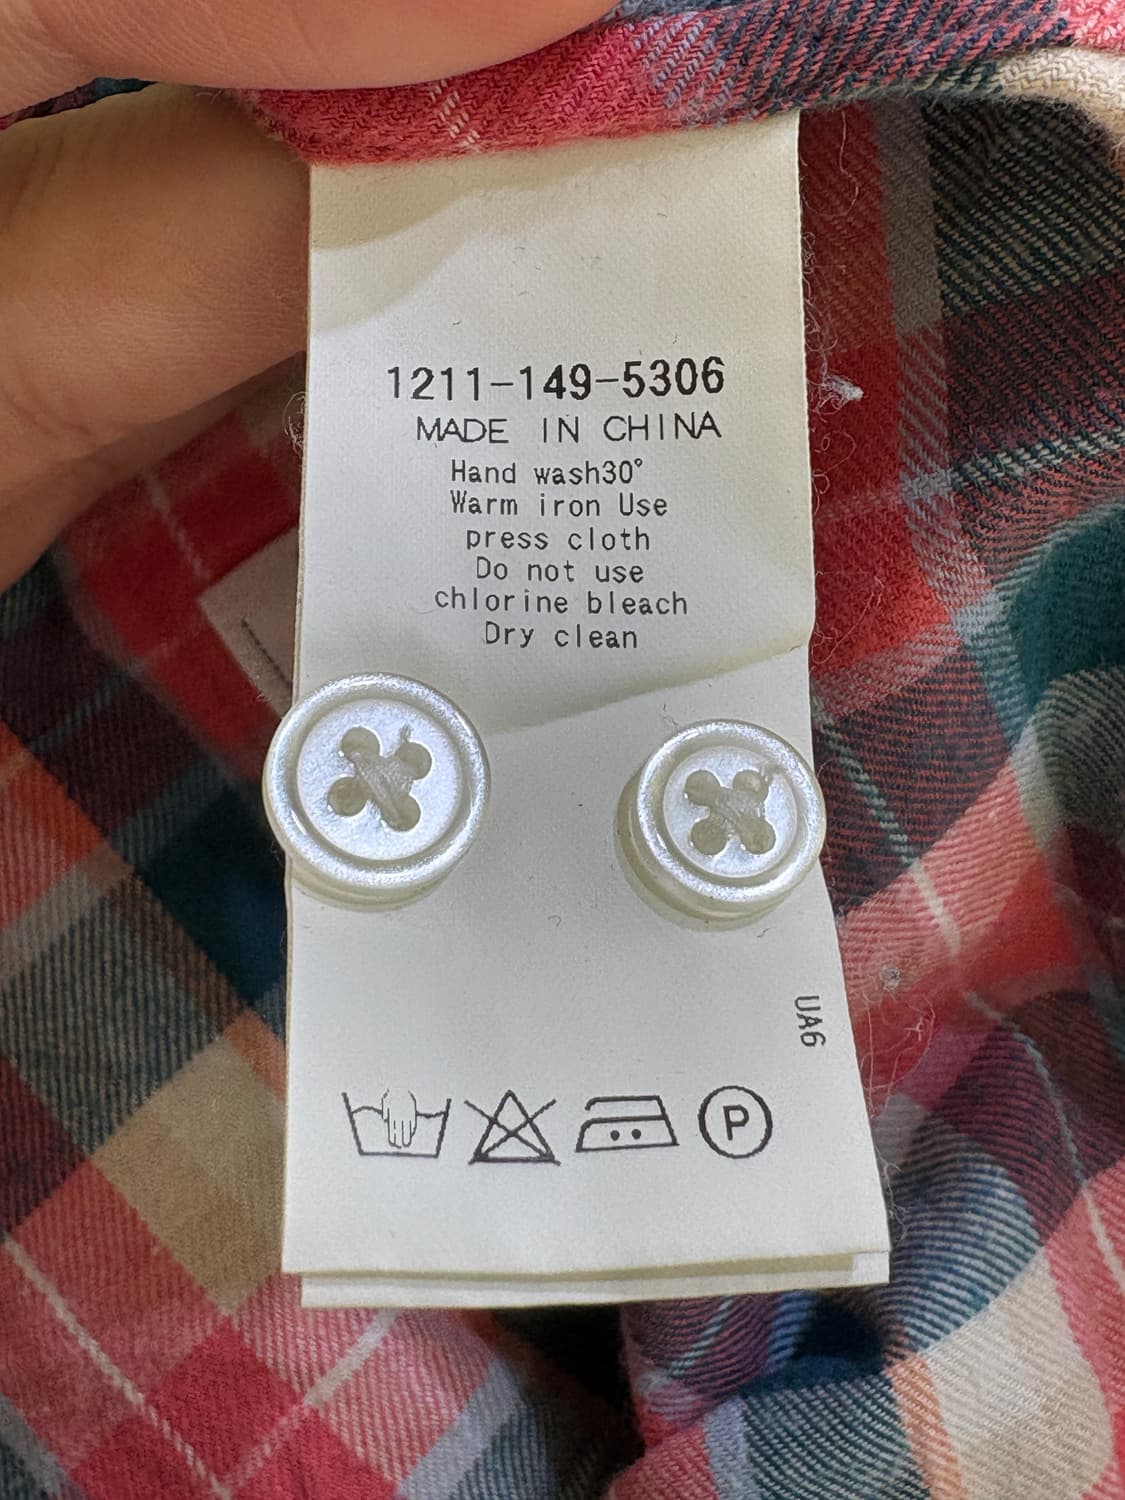 1211-149-5306
MADE IN CHINA
Hand wash30°
Warm iron Use
press cloth
Do not use
chlorine bleach
Dry clean
UA6
P